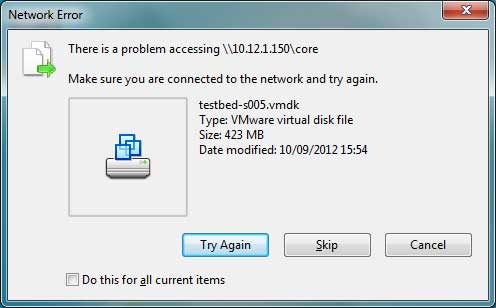 Network Error
There is a problem accessing \\10.12.1.150\core
Make sure you are connected to the network and try again.
testbed-s005.vmdk
Type: VMware virtual disk file
Size: 423 MB
Date modified: 10/09/2012 15:54
Try Again
Skip
Cancel
Do this for all current items